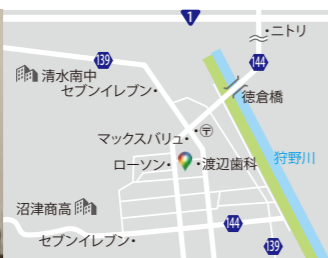 1
ニトリ
139
144
清水南中
セブンイレブン
徳倉橋
マックスバリュ
〒
ローソン
渡辺歯科
狩野川
沼津商高
144
セブンイレブン
139